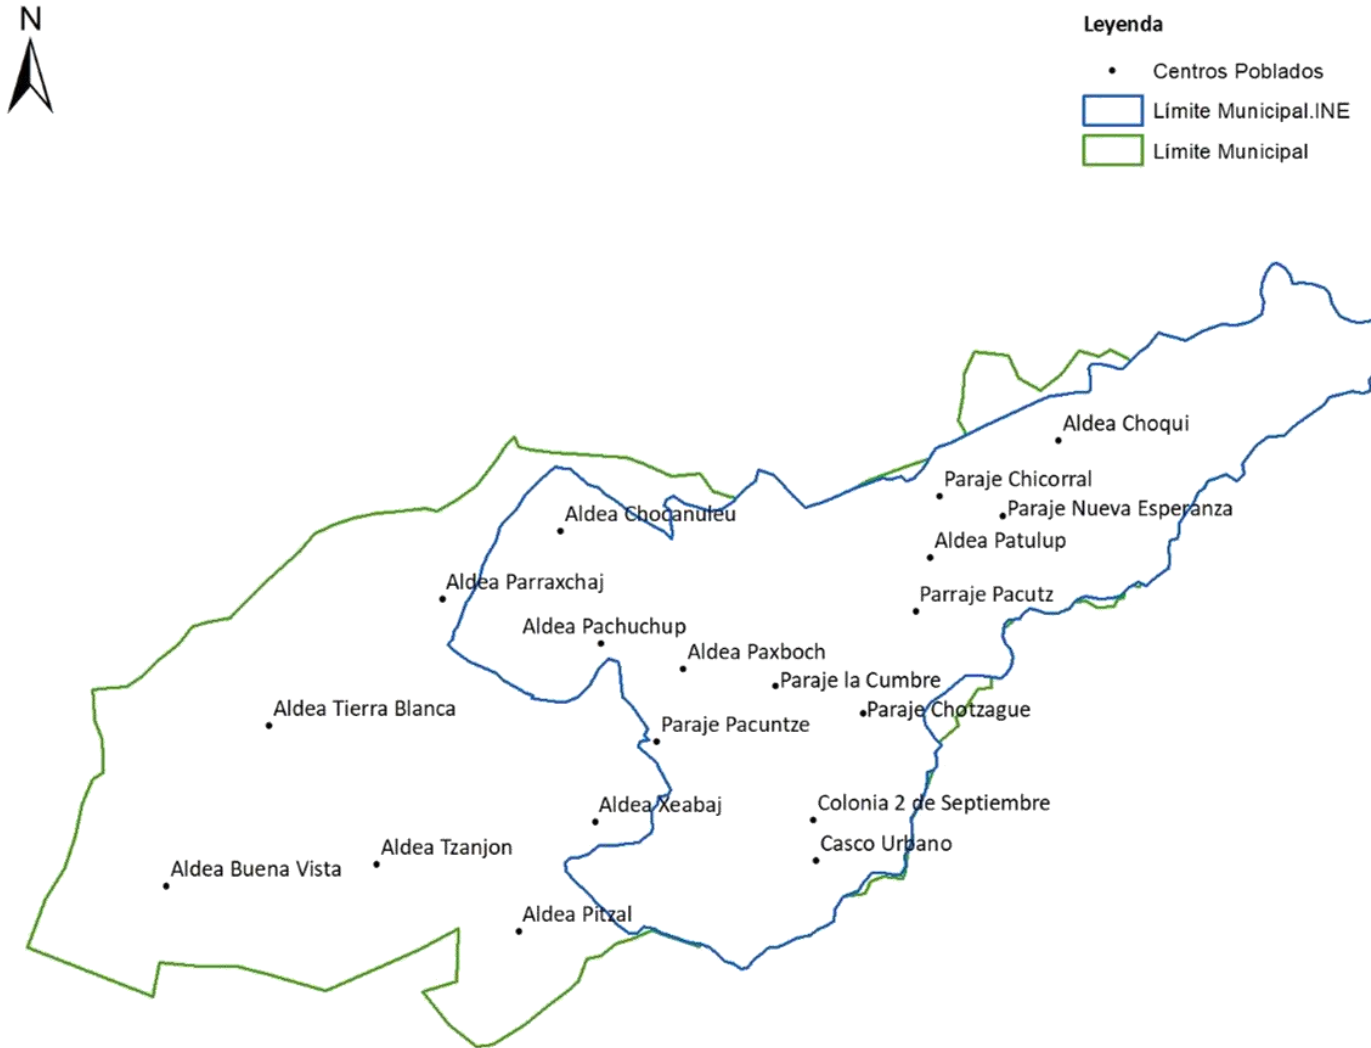 N
Leyenda
Centros Poblados
Límite Municipal.INE
Límite Municipal
Aldea Choqui
Paraje Chicorral
Paraje Nueva Esperanza
Aldea Chocanuleu
Aldea Patulup
Aldea Parraxchaj
Parraje Pacutz
Aldea Pachuchup
Aldea Paxboch
Paraje la Cumbre
Aldea Tierra Blanca
Paraje Chotzague
Paraje Pacuntze
Aldea Xeabaj
Colonia 2 de Septiembre
Aldea Tzanjon
Casco Urbano
Aldea Buena Vista
Aldea Pitzal